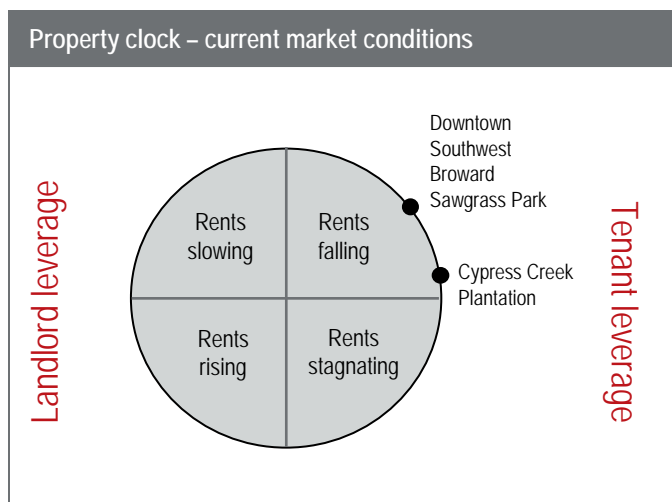 Property clock – current market conditions
Landlord leverage
Rents
slowing
Rents
falling
Rents
rising
Rents
stagnating
Downtown
Southwest
Broward
Sawgrass Park
Cypress Creek
Plantation
Tenant leverage